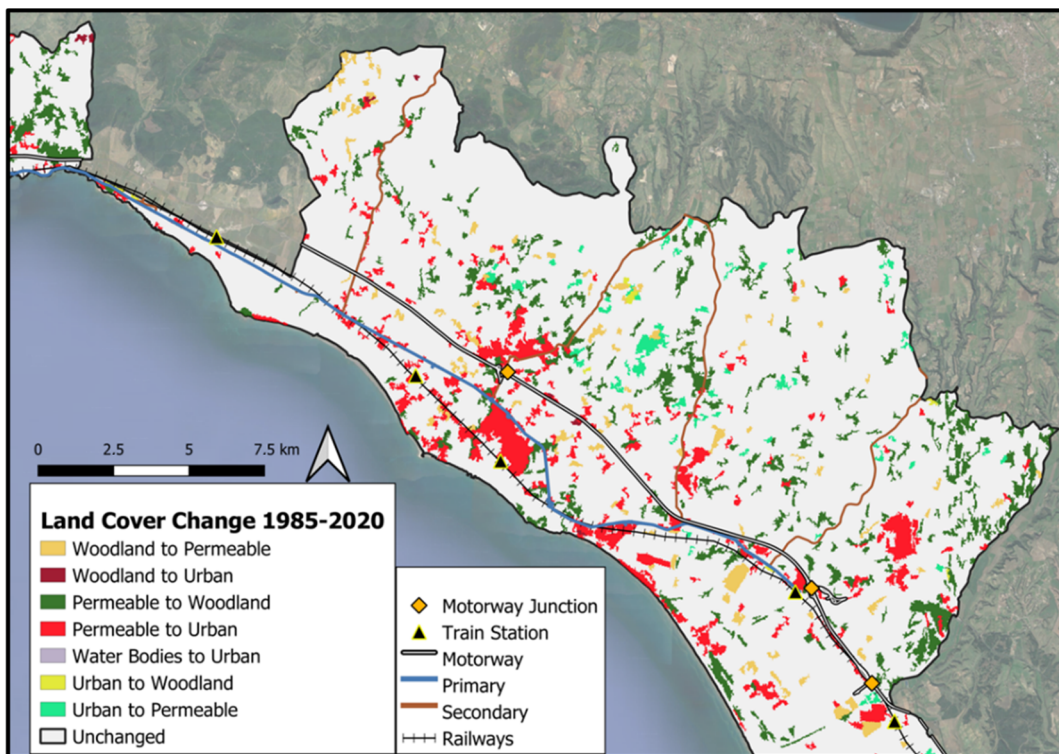 0 2.5 5 7.5 km
Land Cover Change 1985-2020
Woodland to Permeable
Woodland to Urban
Permeable to Woodland
Permeable to Urban
Water Bodies to Urban
Urban to Woodland
Urban to Permeable
Unchanged
Motorway Junction
Train Station
Motorway
Primary
Secondary
Railways